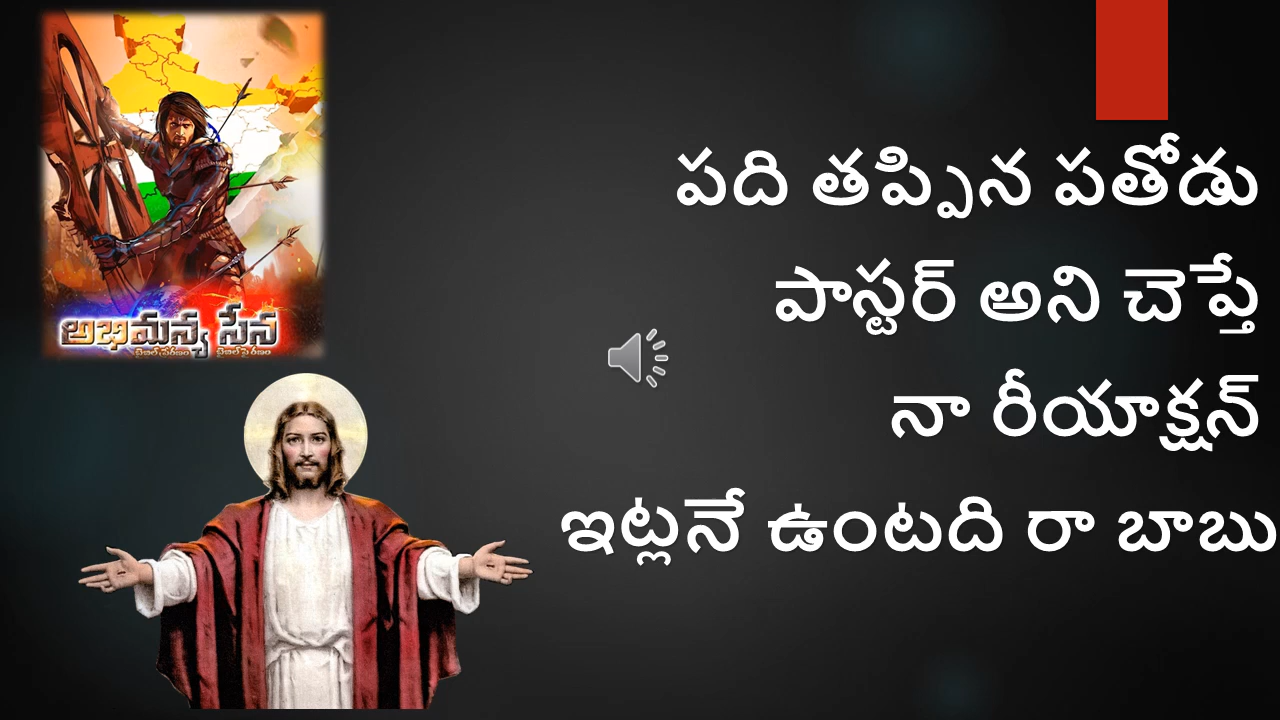 అభిమన్య సేన
పది తప్పిన పతోడు
పాస్టర్ అని చెప్తే
నా రీయాక్షన్
ఇట్లనే ఉంటది రా బాబు